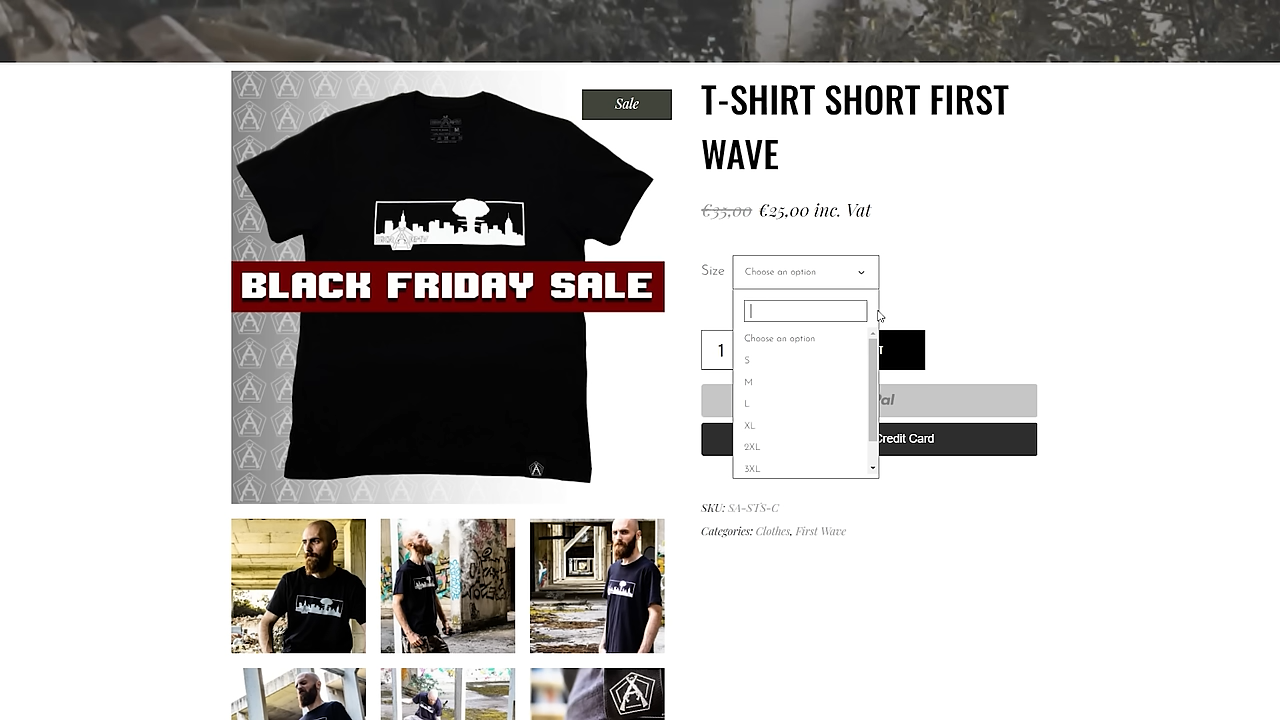 Sale
BLACK FRIDAY SALE
T-SHIRT SHORT FIRST
WAVE
€35,00 €25,00 inc. Vat
Size
Choose an option
Choose an option
S
M
L
XL
2XL
3XL
1
T
Pal
Credit Card
SKU: SA-STS-C
Categories: Clothes, First Wave